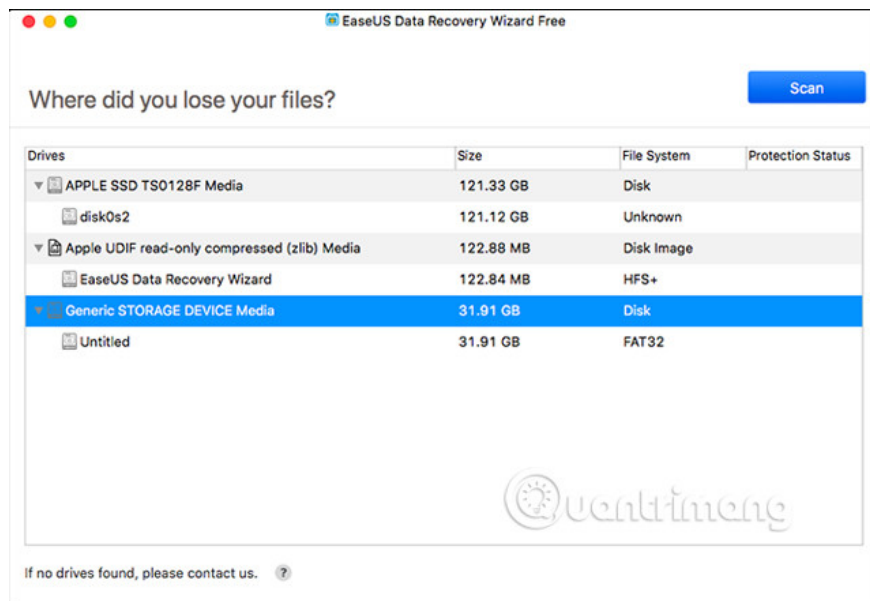 EaseUS Data Recovery Wizard Free
Where did you lose your files?
Scan
Drives Size File System Protection Status
APPLE SSD TS0128F Media 121.33 GB Disk
disk0s2 121.12 GB Unknown
Apple UDIF read-only compressed (zlib) Media 122.88 MB Disk Image
EaseUS Data Recovery Wizard 122.84 MB HFS+
Generic STORAGE DEVICE Media 31.91 GB Disk
Untitled 31.91 GB FAT32
Quantrimang
If no drives found, please contact us. ?